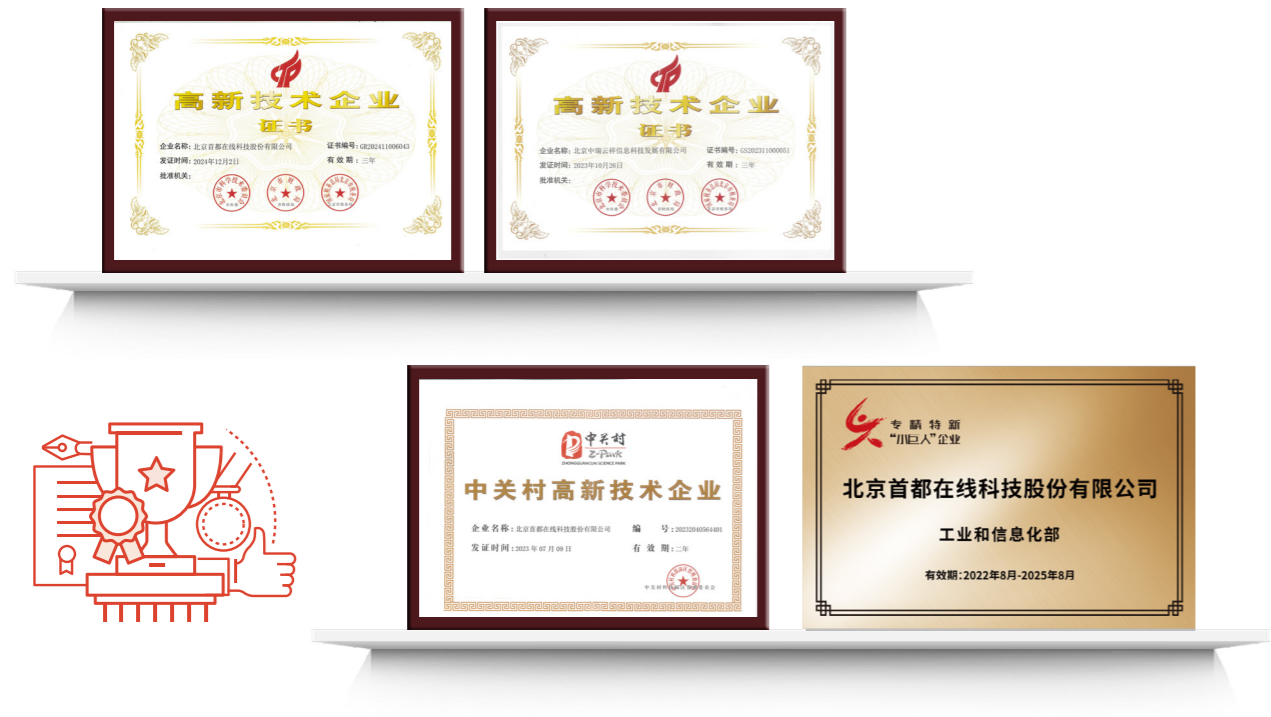 高新技术企业
证书
企业名称：北京首都在线科技股份有限公司
证书编号：GR202411006043
发证时间：2024年12月2日
有效期：三年
批准机关：
高新技术企业
证书
企业名称：北京中瑞云祥信息科技发展有限公司
证书编号：GS202311000051
发证时间：2023年10月26日
有效期：三年
批准机关：
中关村
Z-Park
ZHONGGUANCUN SCIENCE PARK
中关村高新技术企业
企业名称：北京首都在线科技股份有限公司
编号：20232040564401
发证时间：2023年07月09日
有效期：二年
专精特新
“小巨人”企业
北京首都在线科技股份有限公司
工业和信息化部
有效期：2022年8月-2025年8月